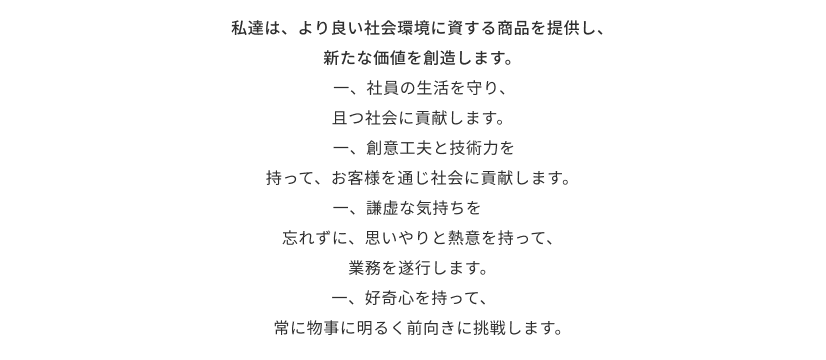 私達は、より良い社会環境に資する商品を提供し、
新たな価値を創造します。
一、社員の生活を守り、
且つ社会に貢献します。
一、創意工夫と技術力を
持って、お客様を通じ社会に貢献します。
一、謙虚な気持ちを
忘れずに、思いやりと熱意を持って、
業務を遂行します。
一、好奇心を持って、
常に物事に明るく前向きに挑戦します。